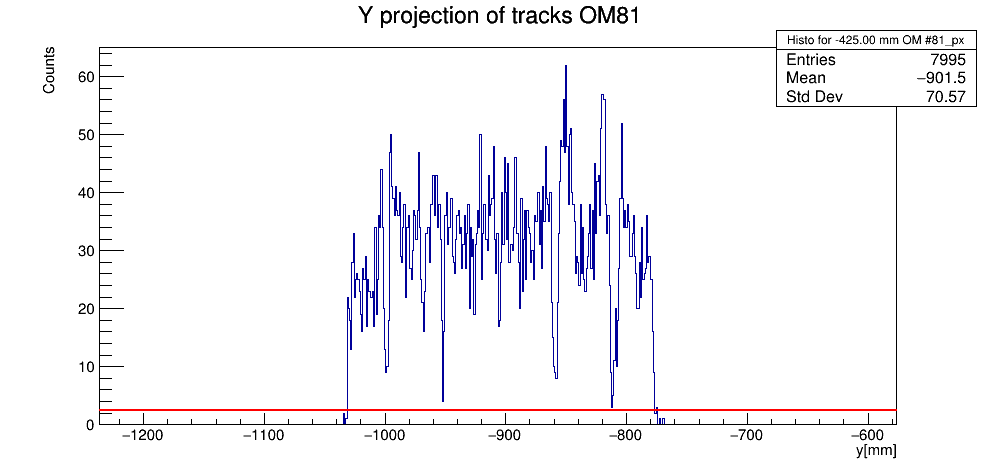 Y projection of tracks OM81
Histo for -425.00 mm OM #81_px
Entries 7995
Mean −901.5
Std Dev 70.57
Counts
60
50
40
30
20
10
0
−1200 −1100 −1000 −900 −800 −700 −600
y[mm]